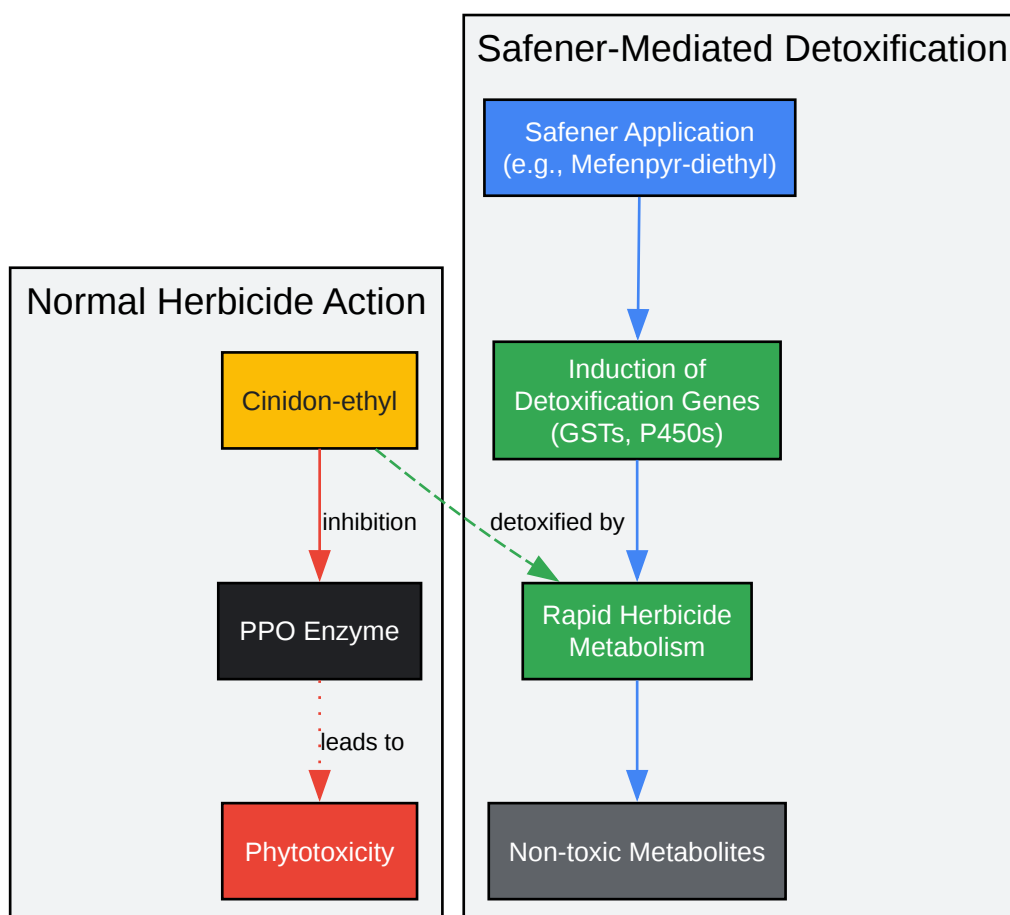 Safener-Mediated Detoxification
Safener Application
(e.g., Mefenpyr-diethyl)
Normal Herbicide Action
Cinidon-ethyl
Induction of
Detoxification Genes
(GSTs, P450s)
inhibition
detoxified by
PPO Enzyme
Rapid Herbicide
Metabolism
leads to
Phytotoxicity
Non-toxic Metabolites